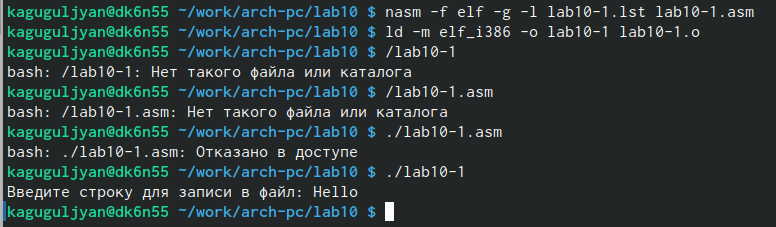 kaguguljyan@dk6n55 ~/work/arch-pc/lab10 $ nasm -f elf -g -l lab10-1.lst lab10-1.asm
kaguguljyan@dk6n55 ~/work/arch-pc/lab10 $ ld -m elf_i386 -o lab10-1 lab10-1.o
kaguguljyan@dk6n55 ~/work/arch-pc/lab10 $ /lab10-1
bash: /lab10-1: Нет такого файла или каталога
kaguguljyan@dk6n55 ~/work/arch-pc/lab10 $ /lab10-1.asm
bash: /lab10-1.asm: Нет такого файла или каталога
kaguguljyan@dk6n55 ~/work/arch-pc/lab10 $ ./lab10-1.asm
bash: ./lab10-1.asm: Отказано в доступе
kaguguljyan@dk6n55 ~/work/arch-pc/lab10 $ ./lab10-1
Введите строку для записи в файл: Hello
kaguguljyan@dk6n55 ~/work/arch-pc/lab10 $